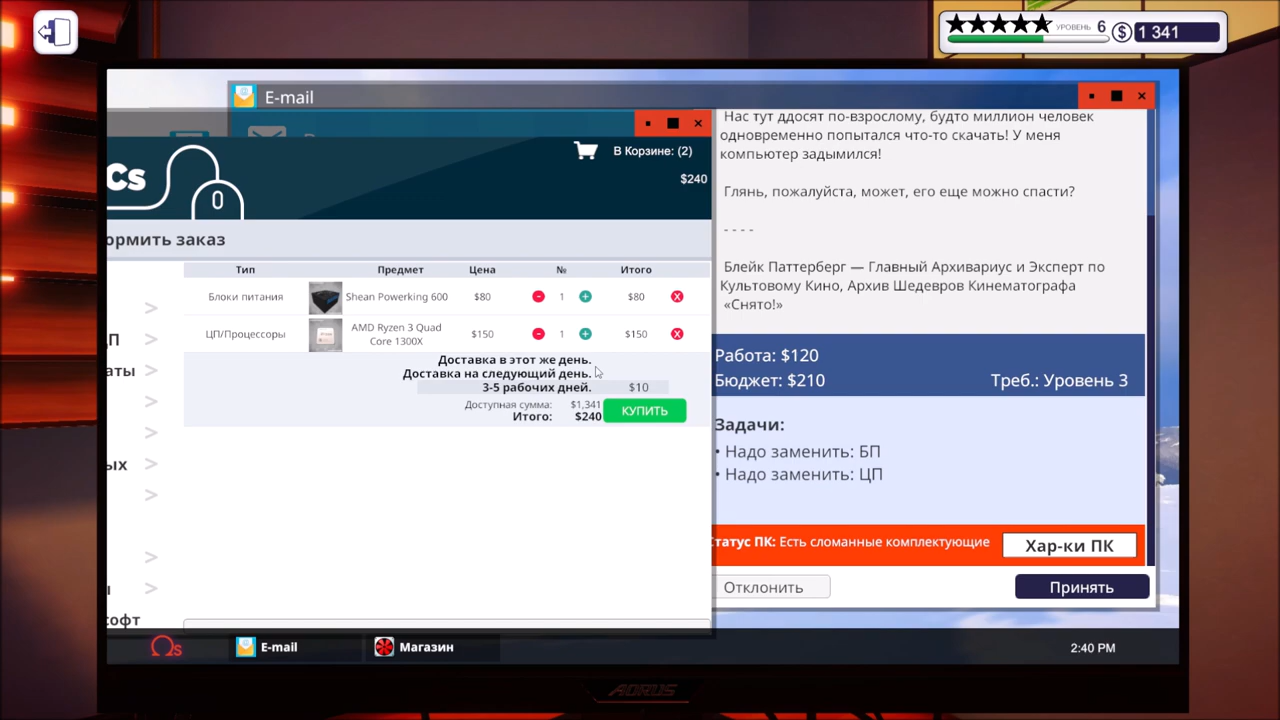 УРОВЕНЬ 6
$ 1 341
E-mail
Cs
В Корзине: (2)
$240
ормить заказ
Тип Предмет Цена № Итого
Блоки питания Shean Powerking 600 $80 1 $80
ЦП/Процессоры AMD Ryzen 3 Quad Core 1300X $150 1 $150
Доставка в этот же день.
Доставка на следующий день.
3-5 рабочих дней. $10
Доступная сумма: $1,341
Итого: $240 КУПИТЬ
П
аты
ых
ы
софт
Нас тут ддосят по-взрослому, будто миллион человек
одновременно попытался что-то скачать! У меня
компьютер задымился!
Глянь, пожалуйста, может, его еще можно спасти?
- - - -
Блейк Паттерберг — Главный Архивариус и Эксперт по
Культовому Кино, Архив Шедевров Кинематографа
«Снято!»
Работа: $120
Бюджет: $210 Треб.: Уровень 3
Задачи:
• Надо заменить: БП
• Надо заменить: ЦП
Статус ПК: Есть сломанные комплектующие Хар-ки ПК
Отклонить Принять
Ωs E-mail Магазин 2:40 PM
AORUS